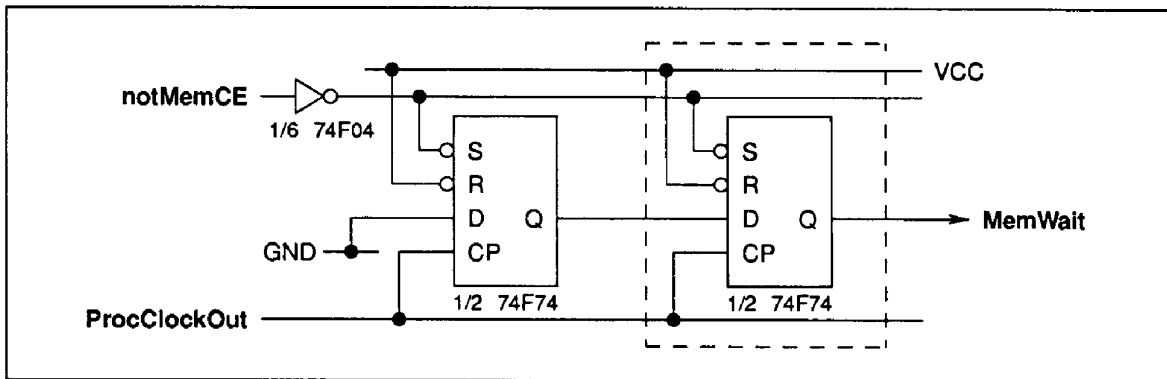 VCC
notMemCE
1/6 74F04
S
R
D Q
CP
1/2 74F74
S
R
D Q
CP
1/2 74F74
MemWait
GND
ProcClockOut